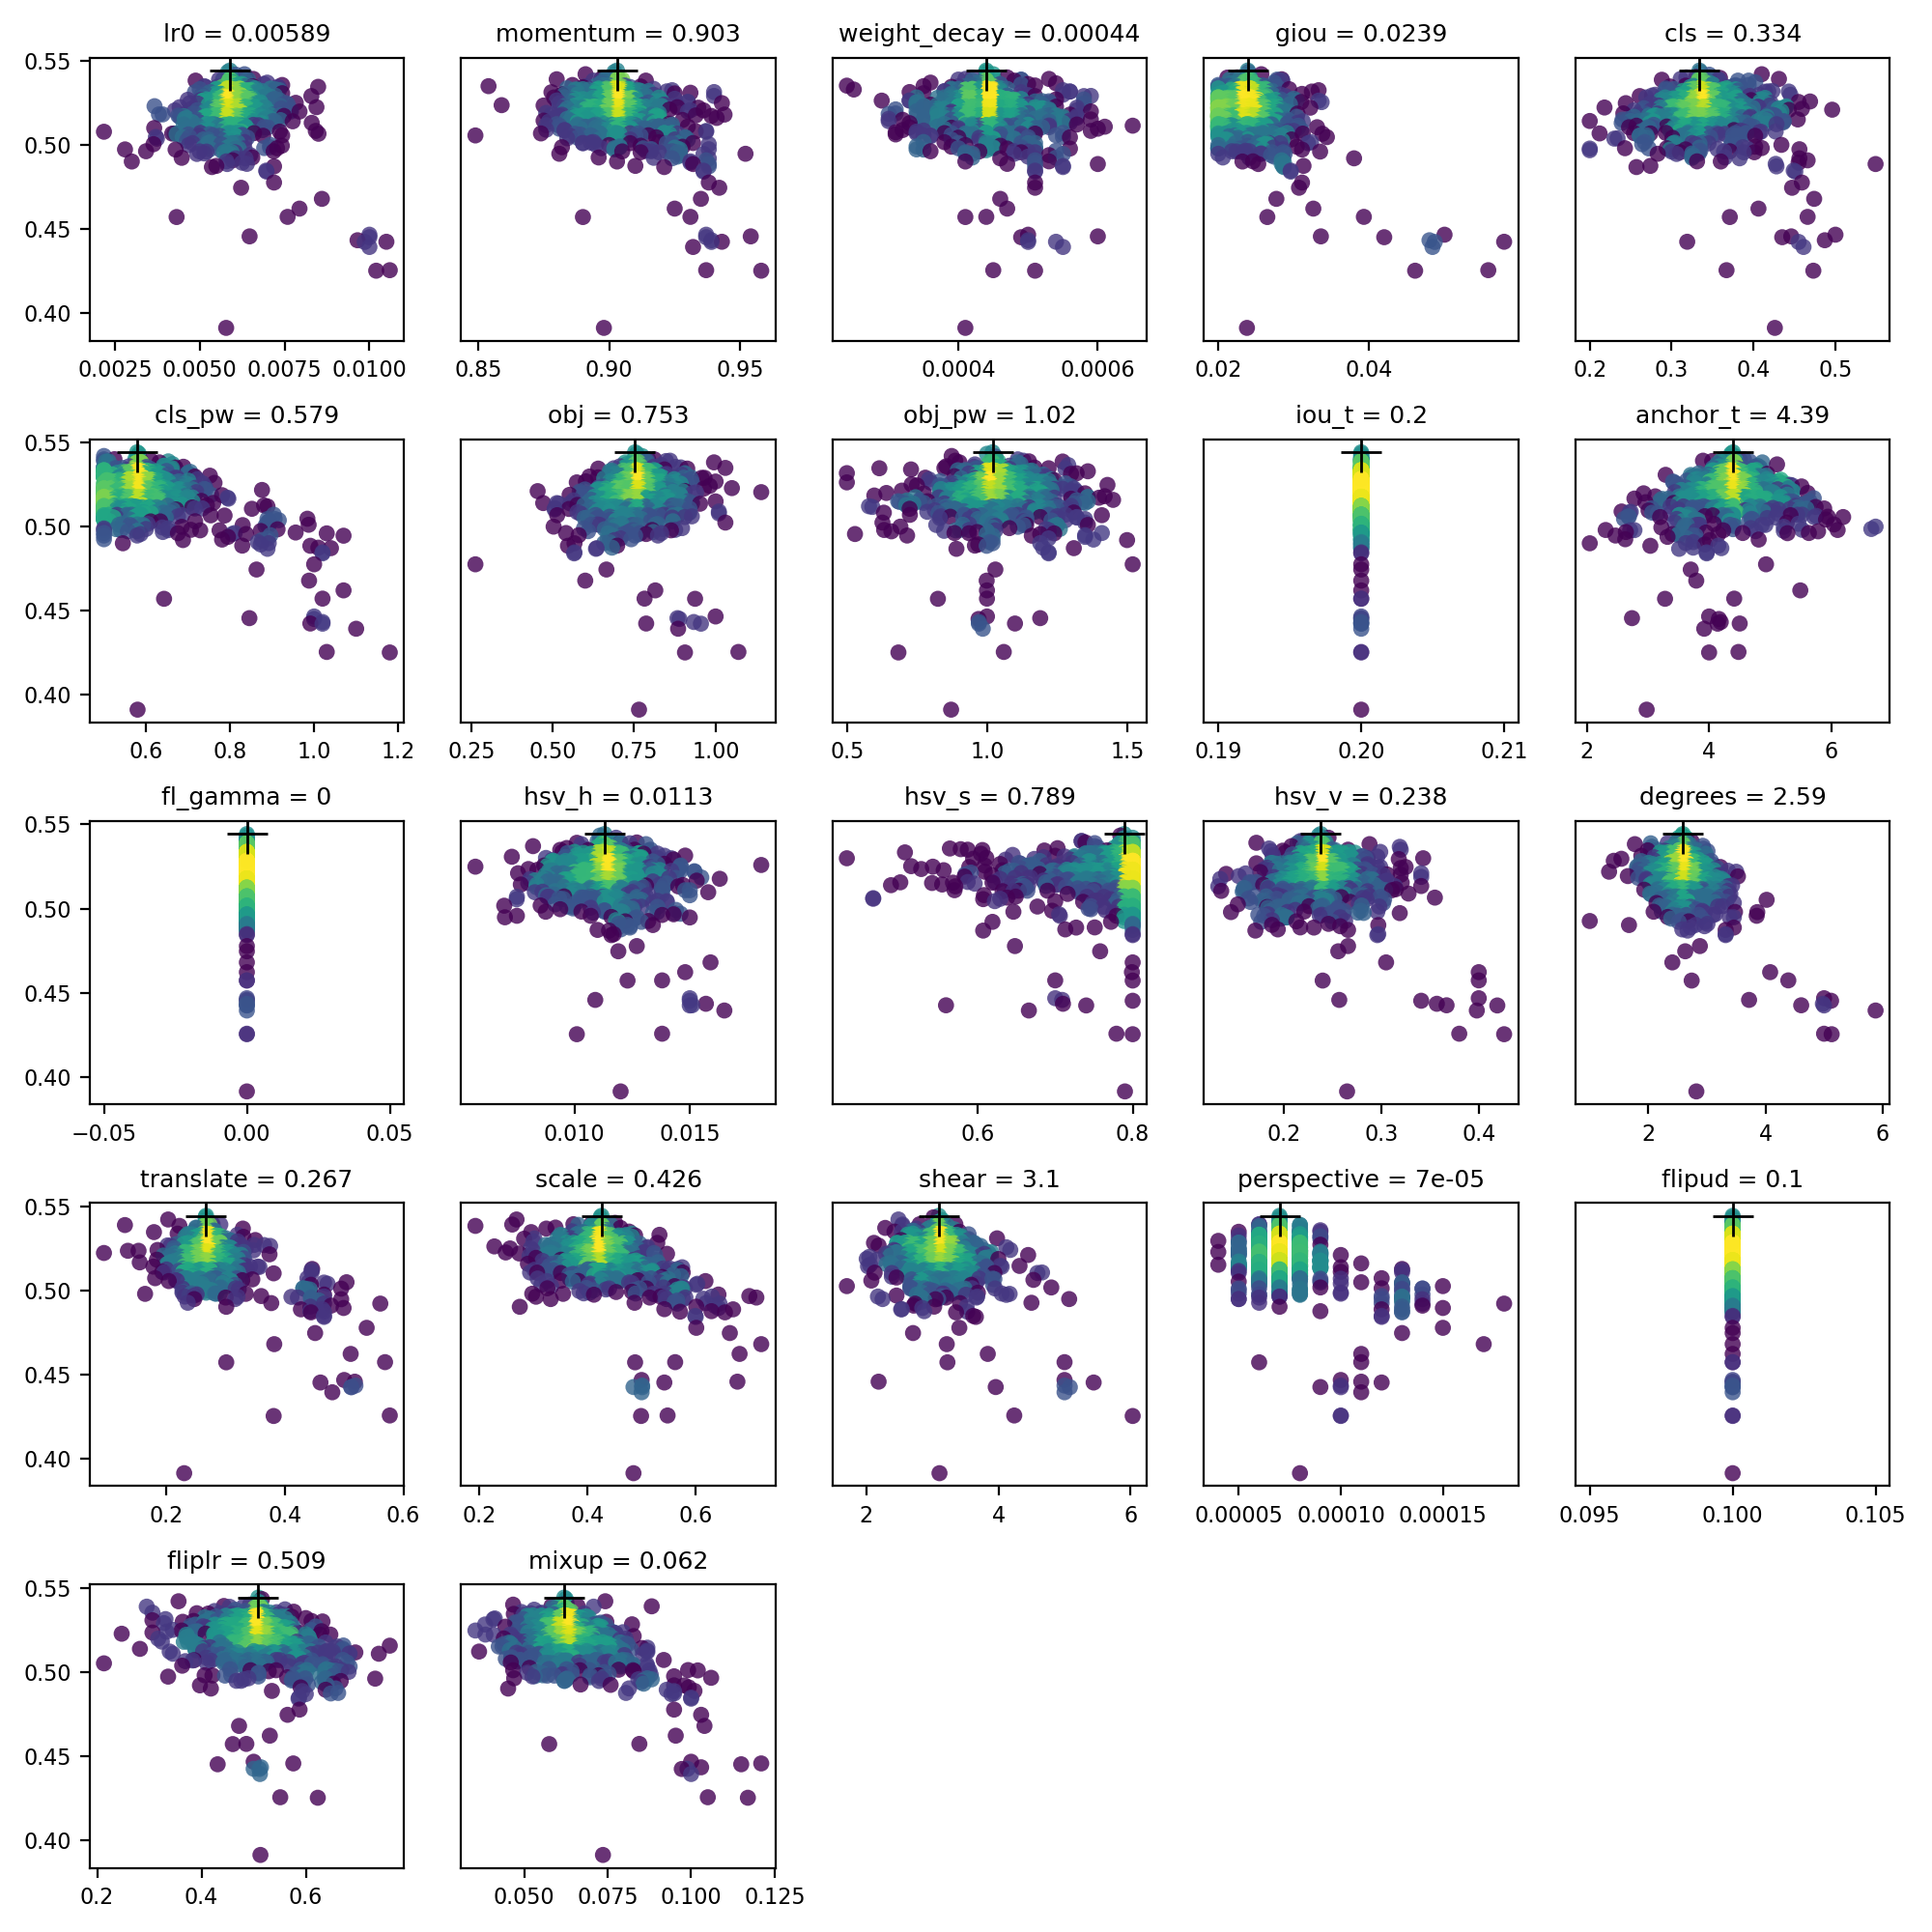 lr0 = 0.00589 momentum = 0.903 weight_decay = 0.00044 giou = 0.0239 cls = 0.334
0.55
0.50
0.45
0.40
0.0025 0.0050 0.0075 0.0100 0.85 0.90 0.95 0.0004 0.0006 0.02 0.04 0.2 0.3 0.4 0.5
cls_pw = 0.579 obj = 0.753 obj_pw = 1.02 iou_t = 0.2 anchor_t = 4.39
0.55
0.50
0.45
0.40
0.6 0.8 1.0 1.2 0.25 0.50 0.75 1.00 0.5 1.0 1.5 0.19 0.20 0.21 2 4 6
fl_gamma = 0 hsv_h = 0.0113 hsv_s = 0.789 hsv_v = 0.238 degrees = 2.59
0.55
0.50
0.45
0.40
−0.05 0.00 0.05 0.010 0.015 0.6 0.8 0.2 0.3 0.4 2 4 6
translate = 0.267 scale = 0.426 shear = 3.1 perspective = 7e-05 flipud = 0.1
0.55
0.50
0.45
0.40
0.2 0.4 0.6 0.2 0.4 0.6 2 4 6 0.00005 0.00010 0.00015 0.095 0.100 0.105
fliplr = 0.509 mixup = 0.062
0.55
0.50
0.45
0.40
0.2 0.4 0.6 0.050 0.075 0.100 0.125